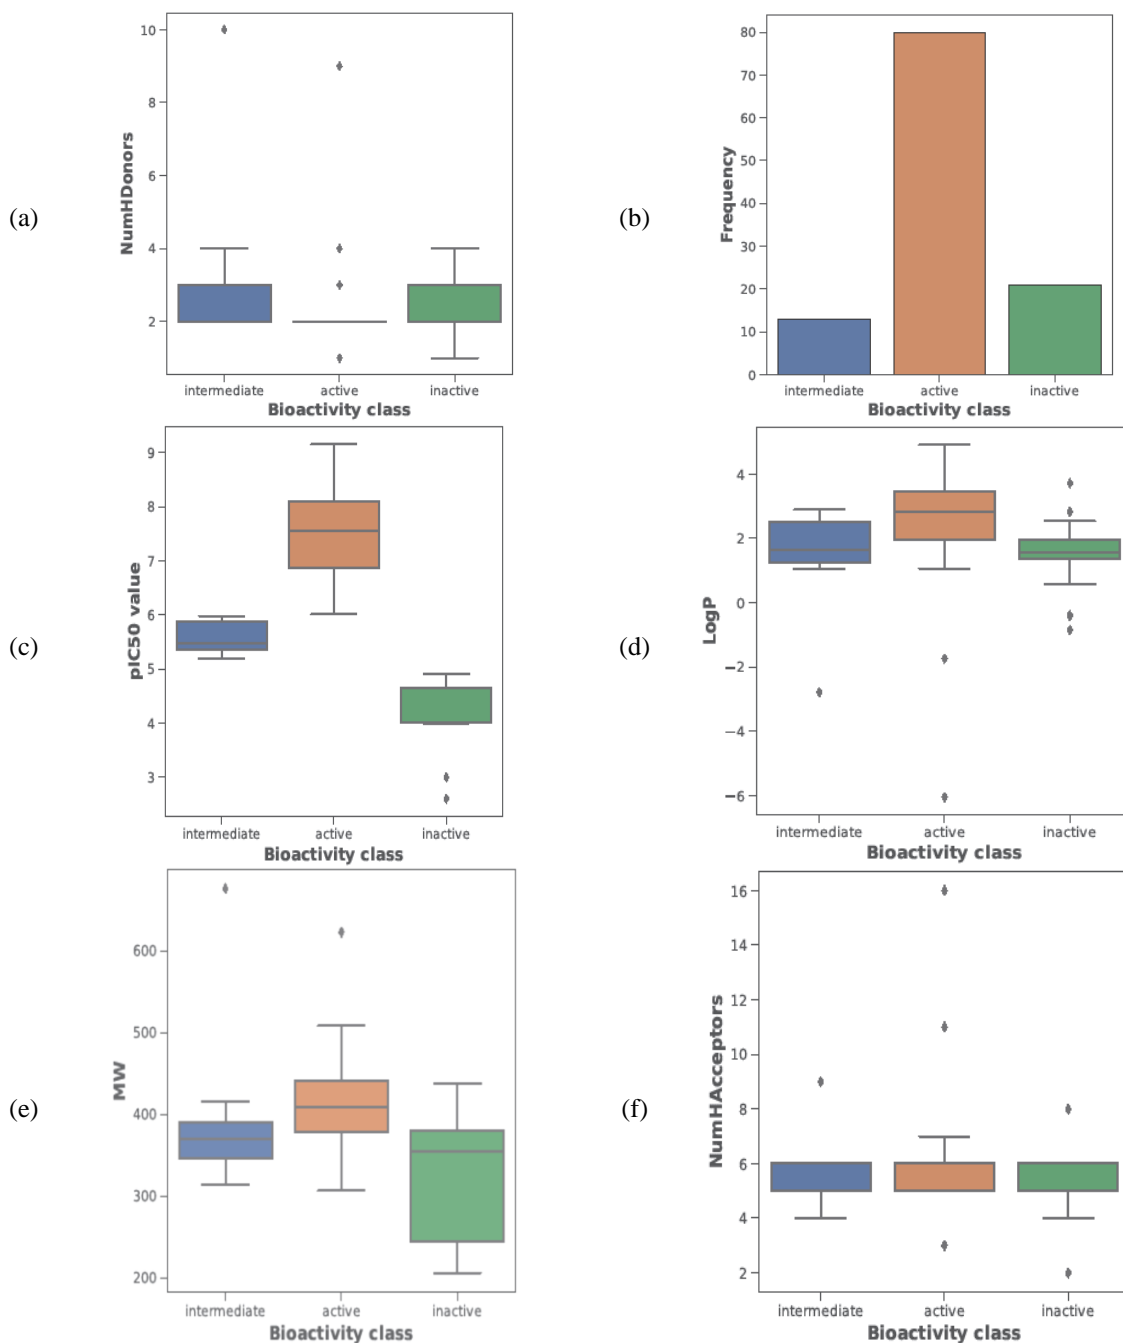 (a)
NumHDonors
10
8
6
4
2
intermediate active inactive
Bioactivity class
(b)
Frequency
80
70
60
50
40
30
20
10
0
intermediate active inactive
Bioactivity class
(c)
pIC50 value
9
8
7
6
5
4
3
intermediate active inactive
Bioactivity class
(d)
LogP
4
2
0
−2
−4
−6
intermediate active inactive
Bioactivity class
(e)
MW
600
500
400
300
200
intermediate active inactive
Bioactivity class
(f)
NumHAcceptors
16
14
12
10
8
6
4
2
intermediate active inactive
Bioactivity class